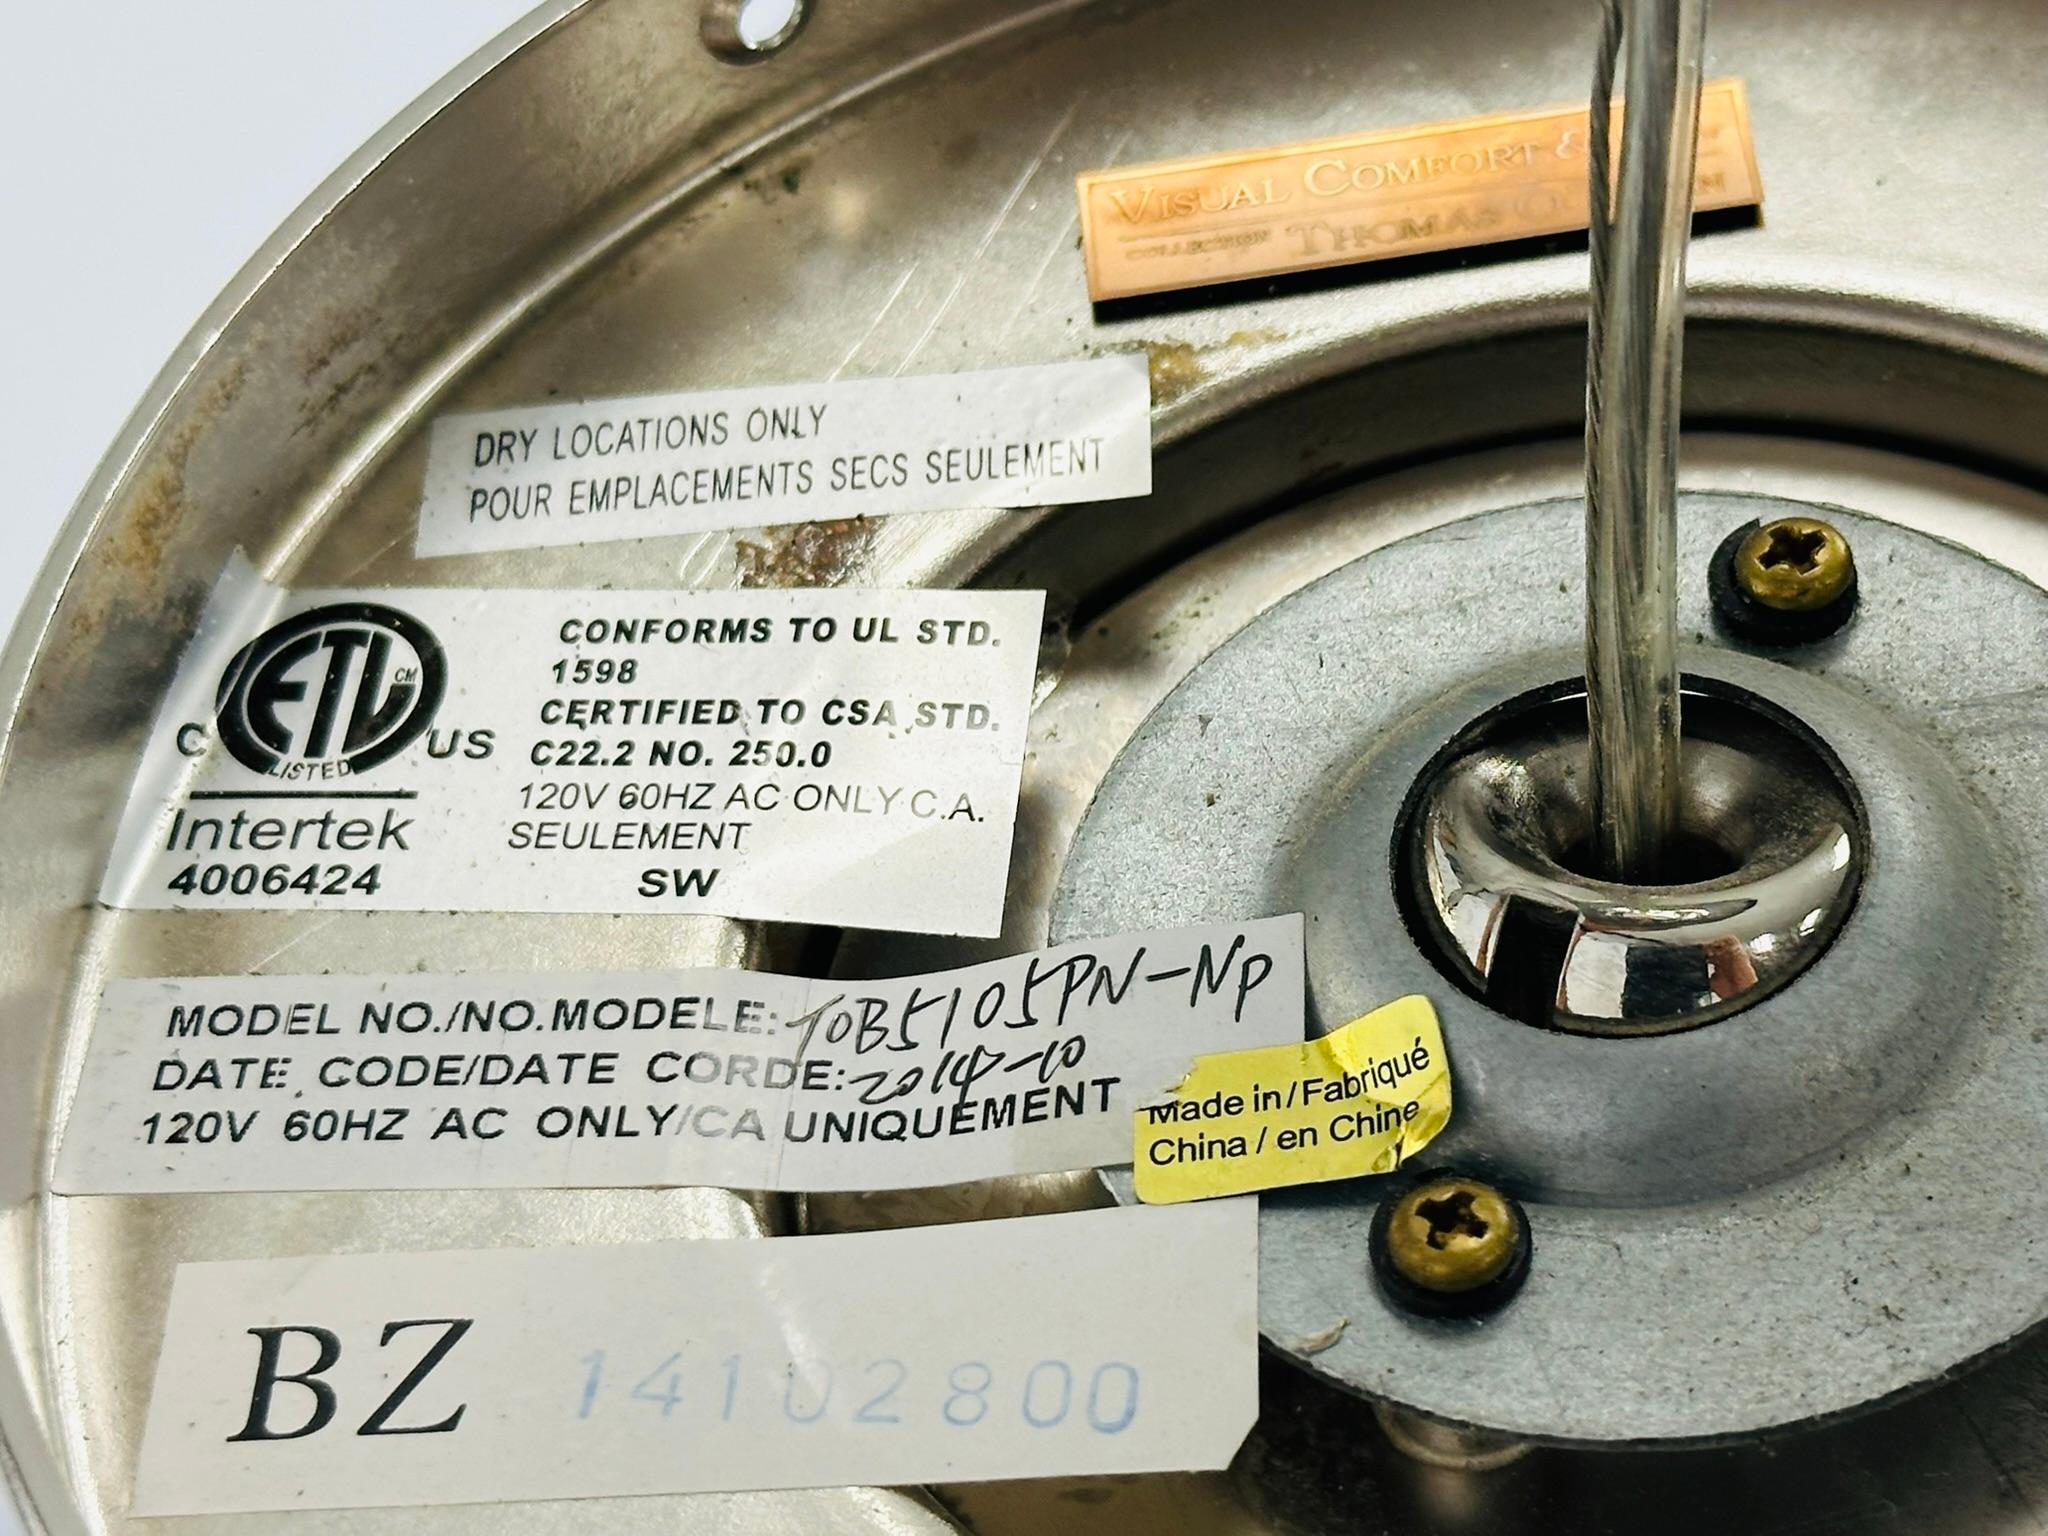 VISUAL COMFORT &
COLLECTION THOMAS
DRY LOCATIONS ONLY
POUR EMPLACEMENTS SECS SEULEMENT
C ETL CM US
LISTED
Intertek
4006424
CONFORMS TO UL STD.
1598
CERTIFIED TO CSA STD.
C22.2 NO. 250.0
120V 60HZ AC ONLY C.A.
SEULEMENT
SW
MODEL NO./NO.MODELE: TOB5105PN-NP
DATE CODE/DATE CORDE: 2014-10
120V 60HZ AC ONLY/CA UNIQUEMENT
Made in/Fabriqué
China / en Chine
BZ 14102800